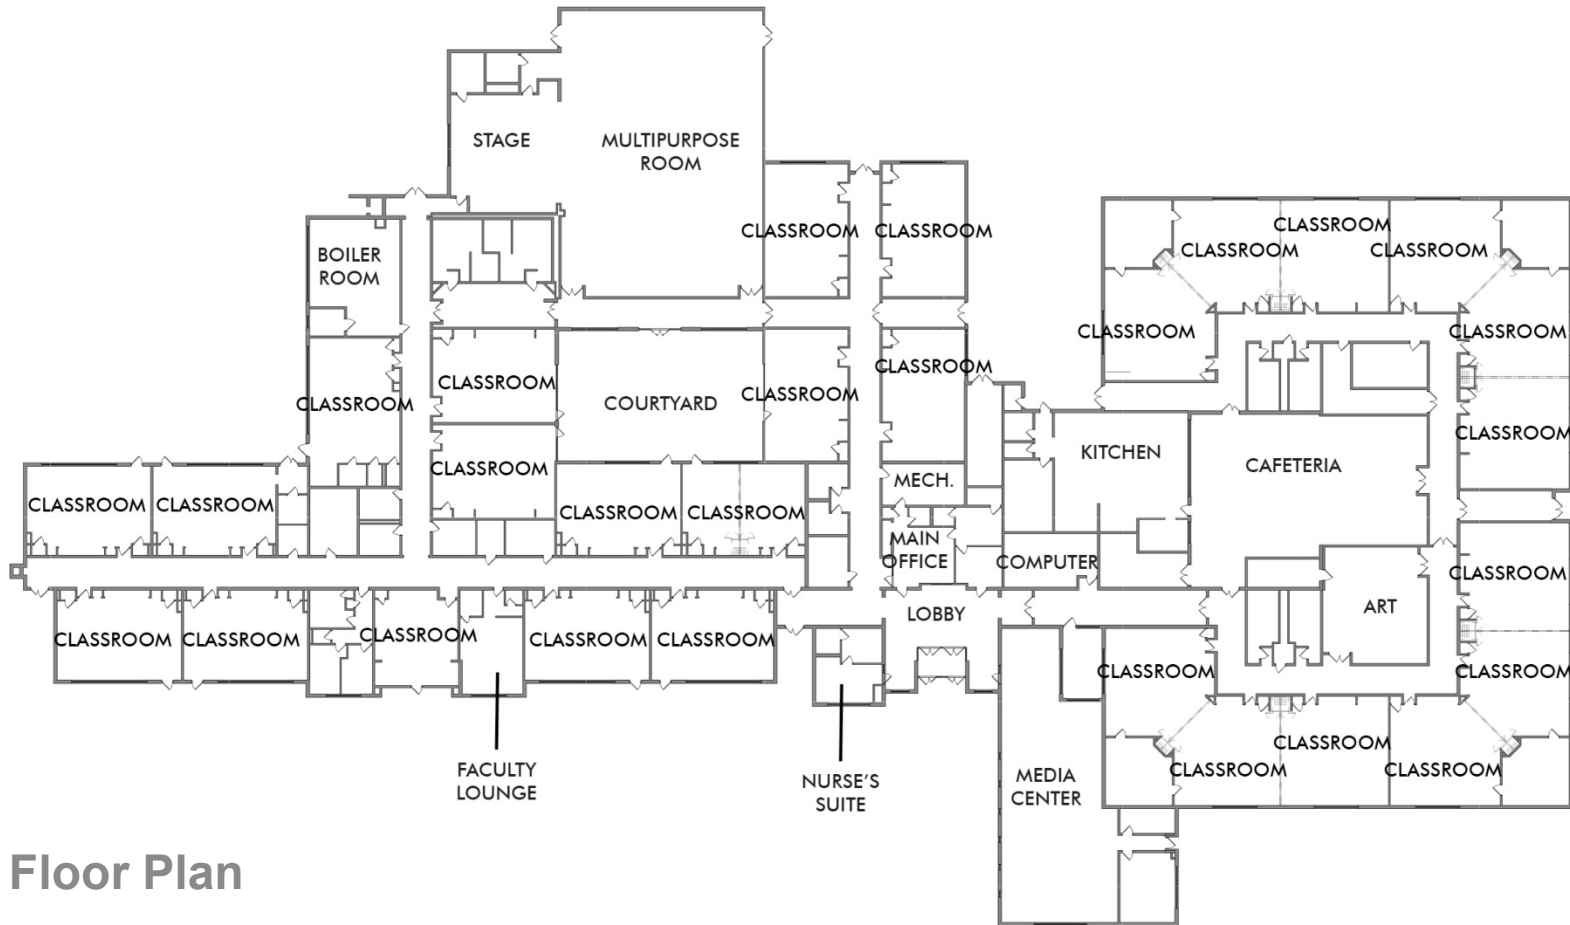 STAGE
MULTIPURPOSE
ROOM
CLASSROOM
CLASSROOM
BOILER
ROOM
CLASSROOM
CLASSROOM
CLASSROOM
CLASSROOM
CLASSROOM
CLASSROOM
CLASSROOM
CLASSROOM
COURTYARD
CLASSROOM
CLASSROOM
CLASSROOM
KITCHEN
CAFETERIA
CLASSROOM
MECH.
CLASSROOM
CLASSROOM
CLASSROOM
CLASSROOM
MAIN
OFFICE
COMPUTER
CLASSROOM
LOBBY
ART
CLASSROOM
CLASSROOM
CLASSROOM
CLASSROOM
CLASSROOM
CLASSROOM
CLASSROOM
CLASSROOM
CLASSROOM
CLASSROOM
FACULTY
LOUNGE
NURSE'S
SUITE
MEDIA
CENTER
Floor Plan